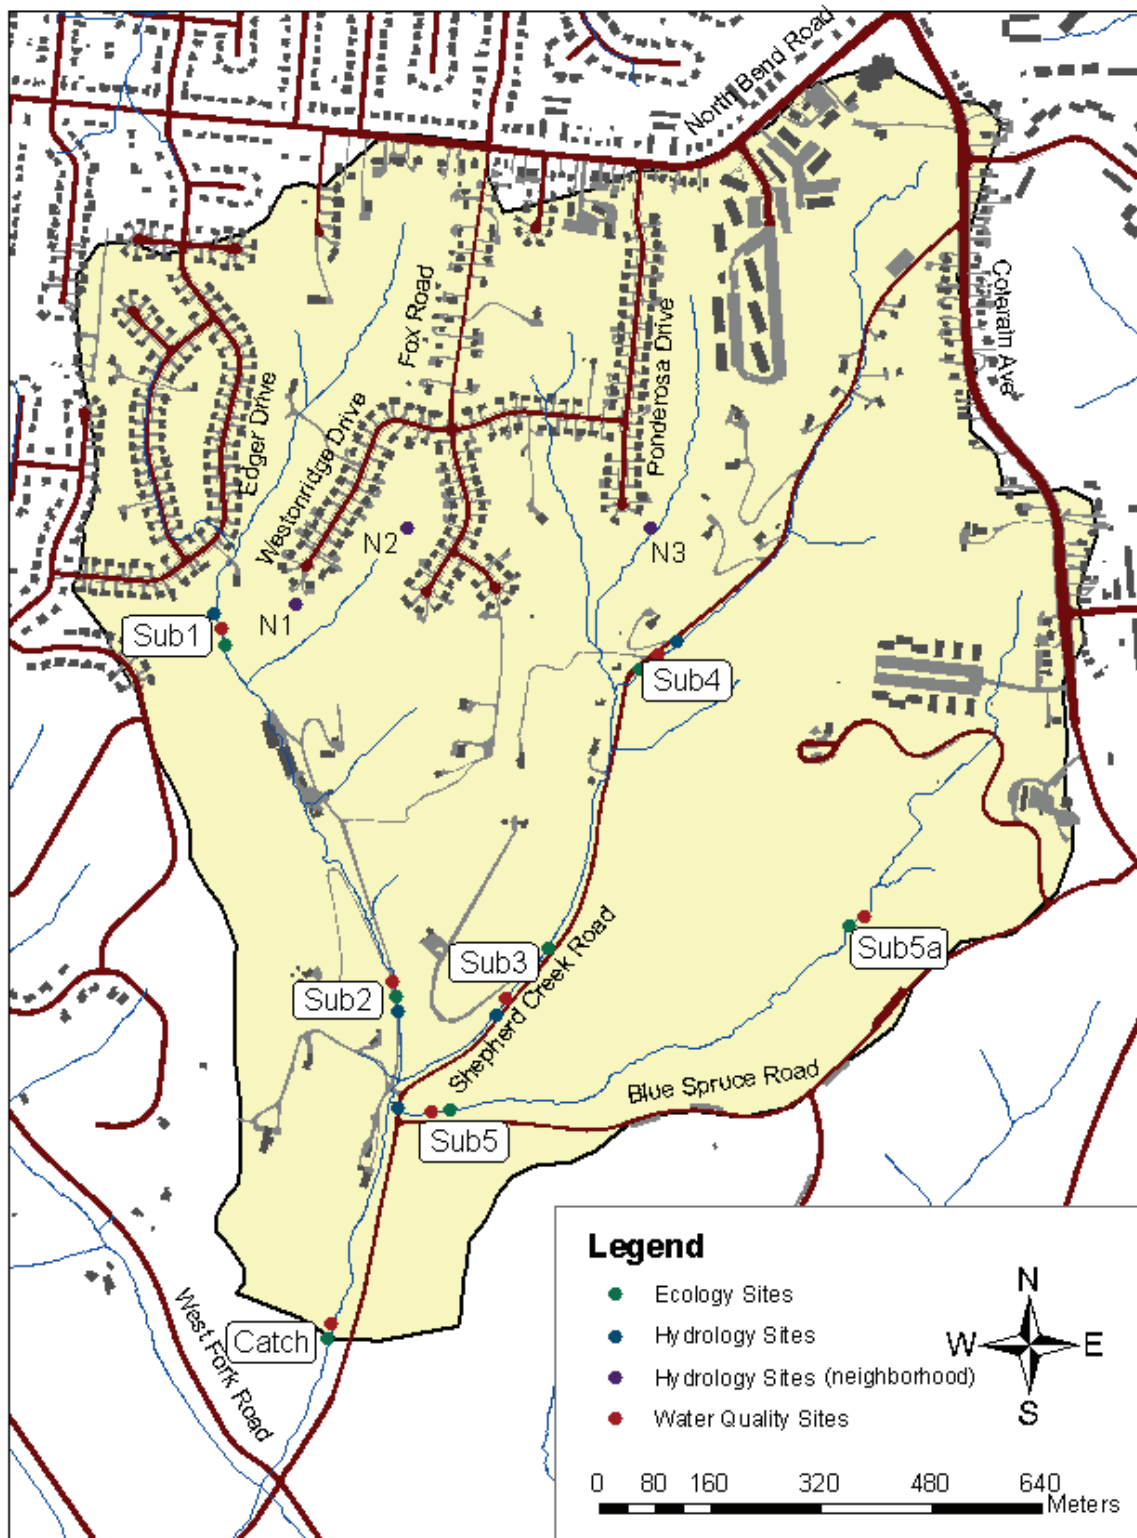 North Bend Road
Colerain Ave
Fox Road
Ponderosa Drive
Edger Drive
Westonridge Drive
N2
N3
N1
Sub1
Sub4
Sub3
Sub5a
Sub2
Shepherd Creek Road
Blue Spruce Road
Sub5
Catch
West Fork Road
Legend
Ecology Sites
Hydrology Sites
Hydrology Sites (neighborhood)
Water Quality Sites
N
W E
S
0 80 160 320 480 640
Meters